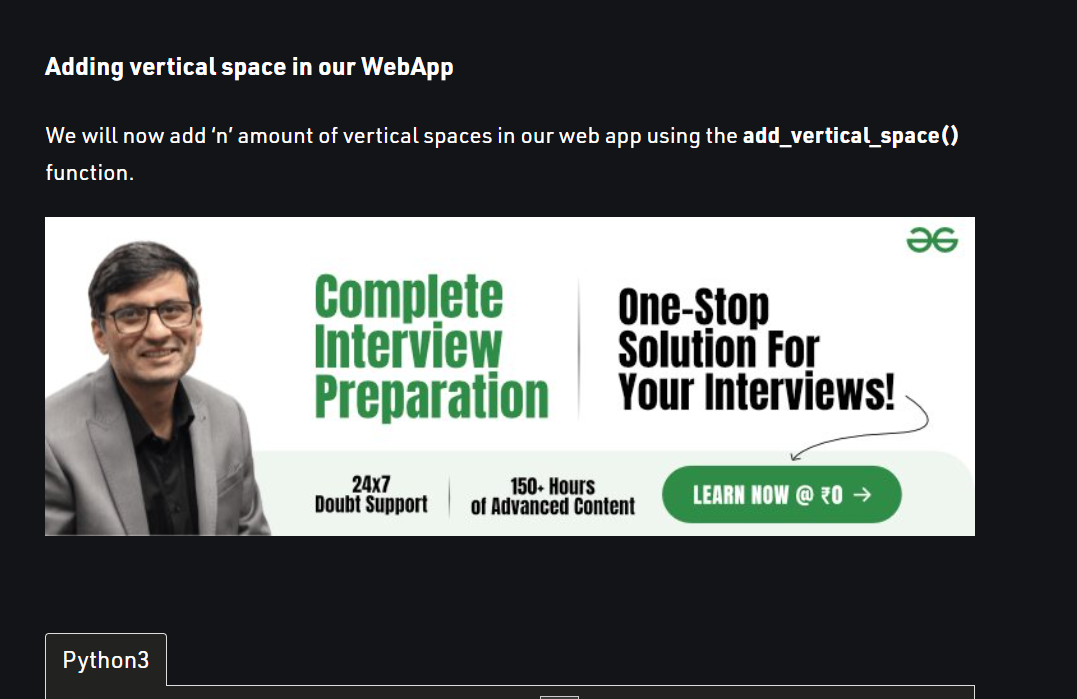 Adding vertical space in our WebApp
We will now add ‘n’ amount of vertical spaces in our web app using the add_vertical_space()
function.
Complete
Interview
Preparation
One-Stop
Solution For
Your Interviews!
24x7
Doubt Support
150+ Hours
of Advanced Content
LEARN NOW @ ₹0 →
Python3